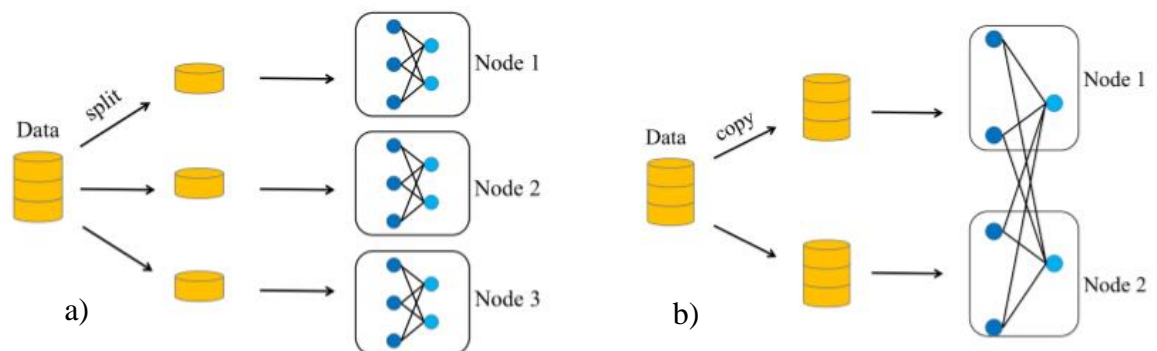 Data
split
Node 1
Node 2
Node 3
a)
Data
copy
Node 1
Node 2
b)